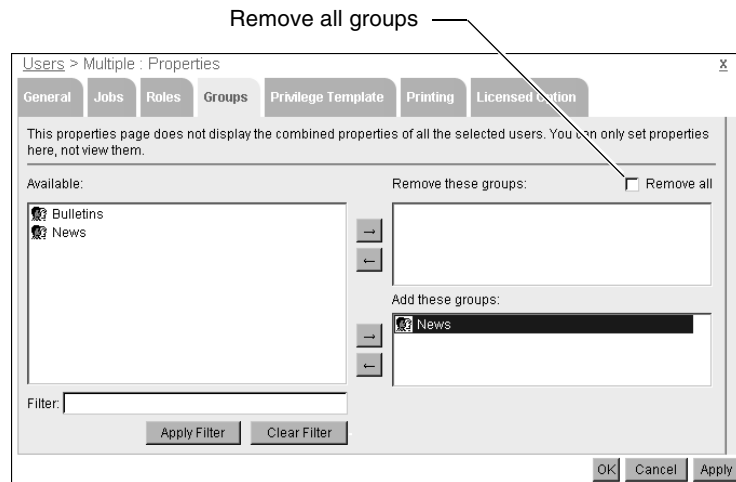 Remove all groups
Users > Multiple : Properties x
General Jobs Roles Groups Privilege Template Printing Licensed Option
This properties page does not display the combined properties of all the selected users. You can only set properties
here, not view them.
Available:
Remove these groups: Remove all
Bulletins
News
→
←
Add these groups:
News
→
←
Filter:
Apply Filter Clear Filter
OK Cancel Apply